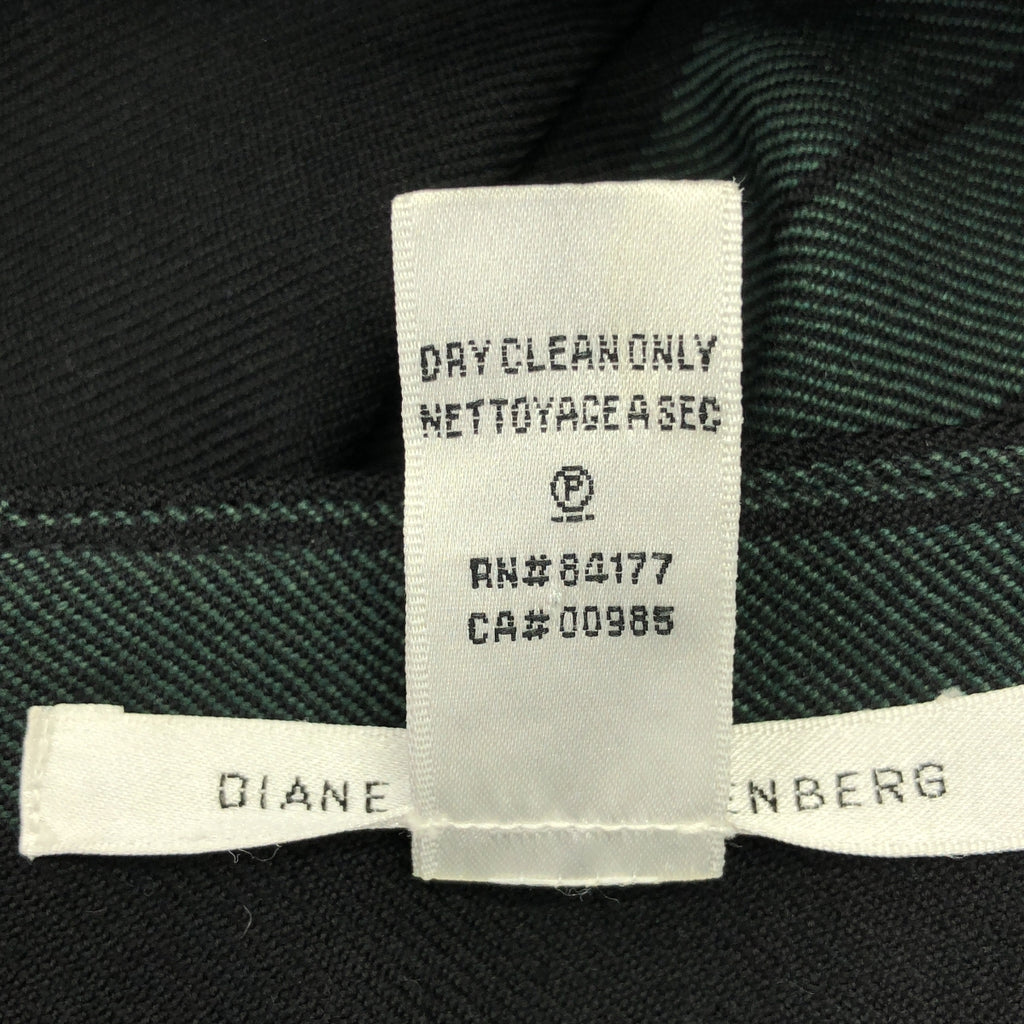 DRY CLEAN ONLY
NETTOYAGE A SEC
P
RN# 84177
CA# 00985
DIANE ENBERG